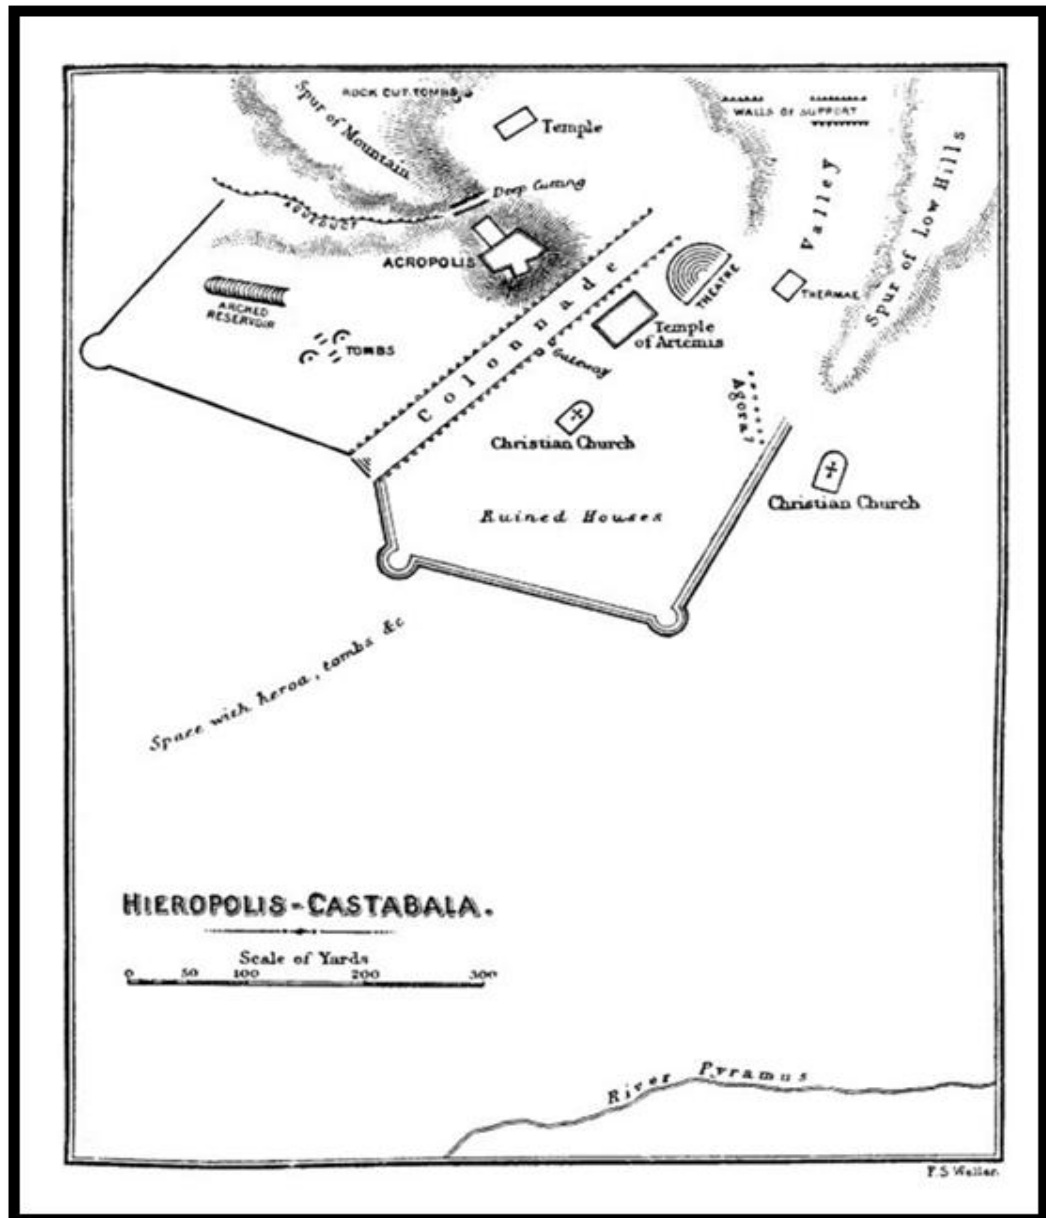 ROCK CUT TOMBS
Spur of Mountain
Temple
WALLS OF SUPPORT
Deep Cutting
AQUEDUCT
ACROPOLIS
Valley
Spur of Low Hills
ARCHED
RESERVOIR
TOMBS
Colonnade
THEATRE
THERMAE
Temple
of Artemis
Gateway
Agora?
Christian Church
Christian Church
Ruined Houses
Space with heroa, tombs &c
HIEROPOLIS-CASTABALA.
Scale of Yards
0 50 100 200 300
River Pyramus
F.S Weller.